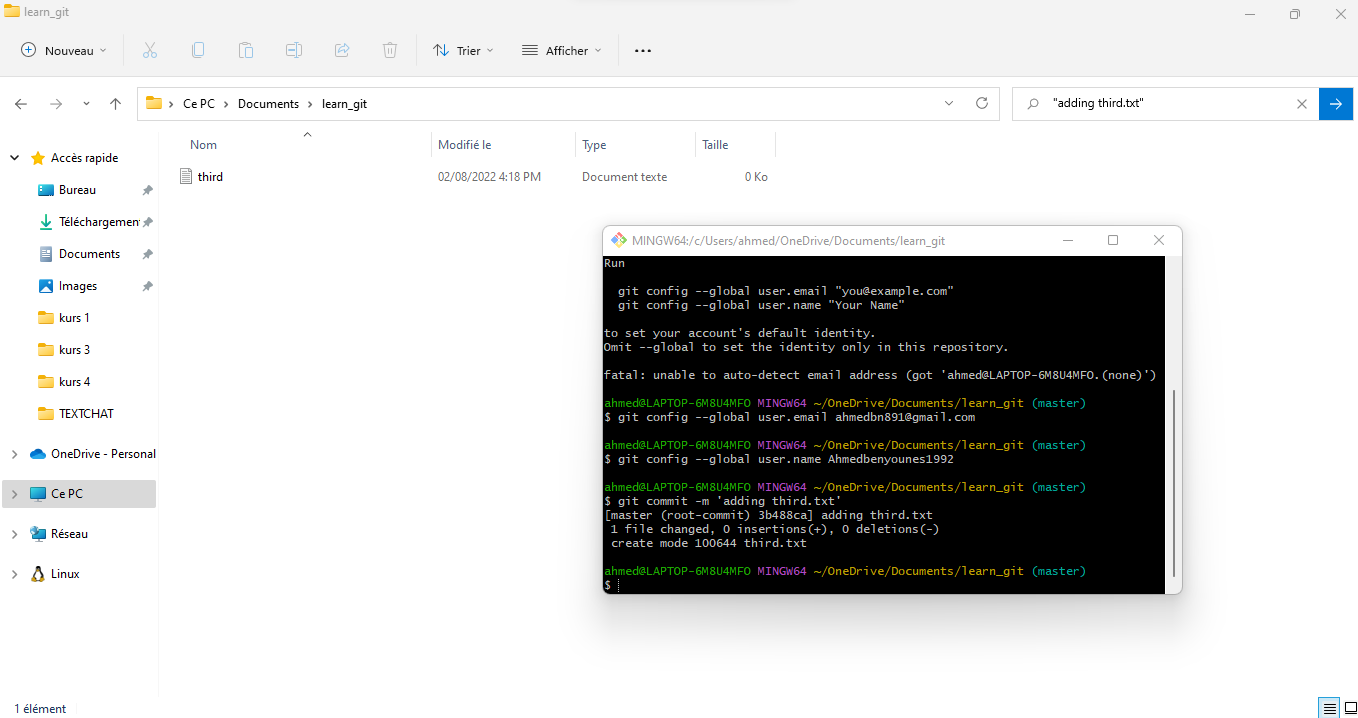 learn_git
Nouveau
Trier
Afficher
Ce PC
Documents
learn_git
"adding third.txt"
Nom
Modifié le
Type
Taille
third
02/08/2022 4:18 PM
Document texte
0 Ko
Accès rapide
Bureau
Téléchargemen
Documents
Images
kurs 1
kurs 3
kurs 4
TEXTCHAT
OneDrive - Personal
Ce PC
Réseau
Linux
1 élément
MINGW64:/c/Users/ahmed/OneDrive/Documents/learn_git
Run
git config --global user.email "you@example.com"
git config --global user.name "Your Name"
to set your account's default identity.
Omit --global to set the identity only in this repository.
fatal: unable to auto-detect email address (got 'ahmed@LAPTOP-6M8U4MFO.(none)')
ahmed@LAPTOP-6M8U4MFO MINGW64 ~/OneDrive/Documents/learn_git (master)
$ git config --global user.email ahmedbn891@gmail.com
ahmed@LAPTOP-6M8U4MFO MINGW64 ~/OneDrive/Documents/learn_git (master)
$ git config --global user.name Ahmedbenyounes1992
ahmed@LAPTOP-6M8U4MFO MINGW64 ~/OneDrive/Documents/learn_git (master)
$ git commit -m 'adding third.txt'
[master (root-commit) 3b488ca] adding third.txt
1 file changed, 0 insertions(+), 0 deletions(-)
create mode 100644 third.txt
ahmed@LAPTOP-6M8U4MFO MINGW64 ~/OneDrive/Documents/learn_git (master)
$